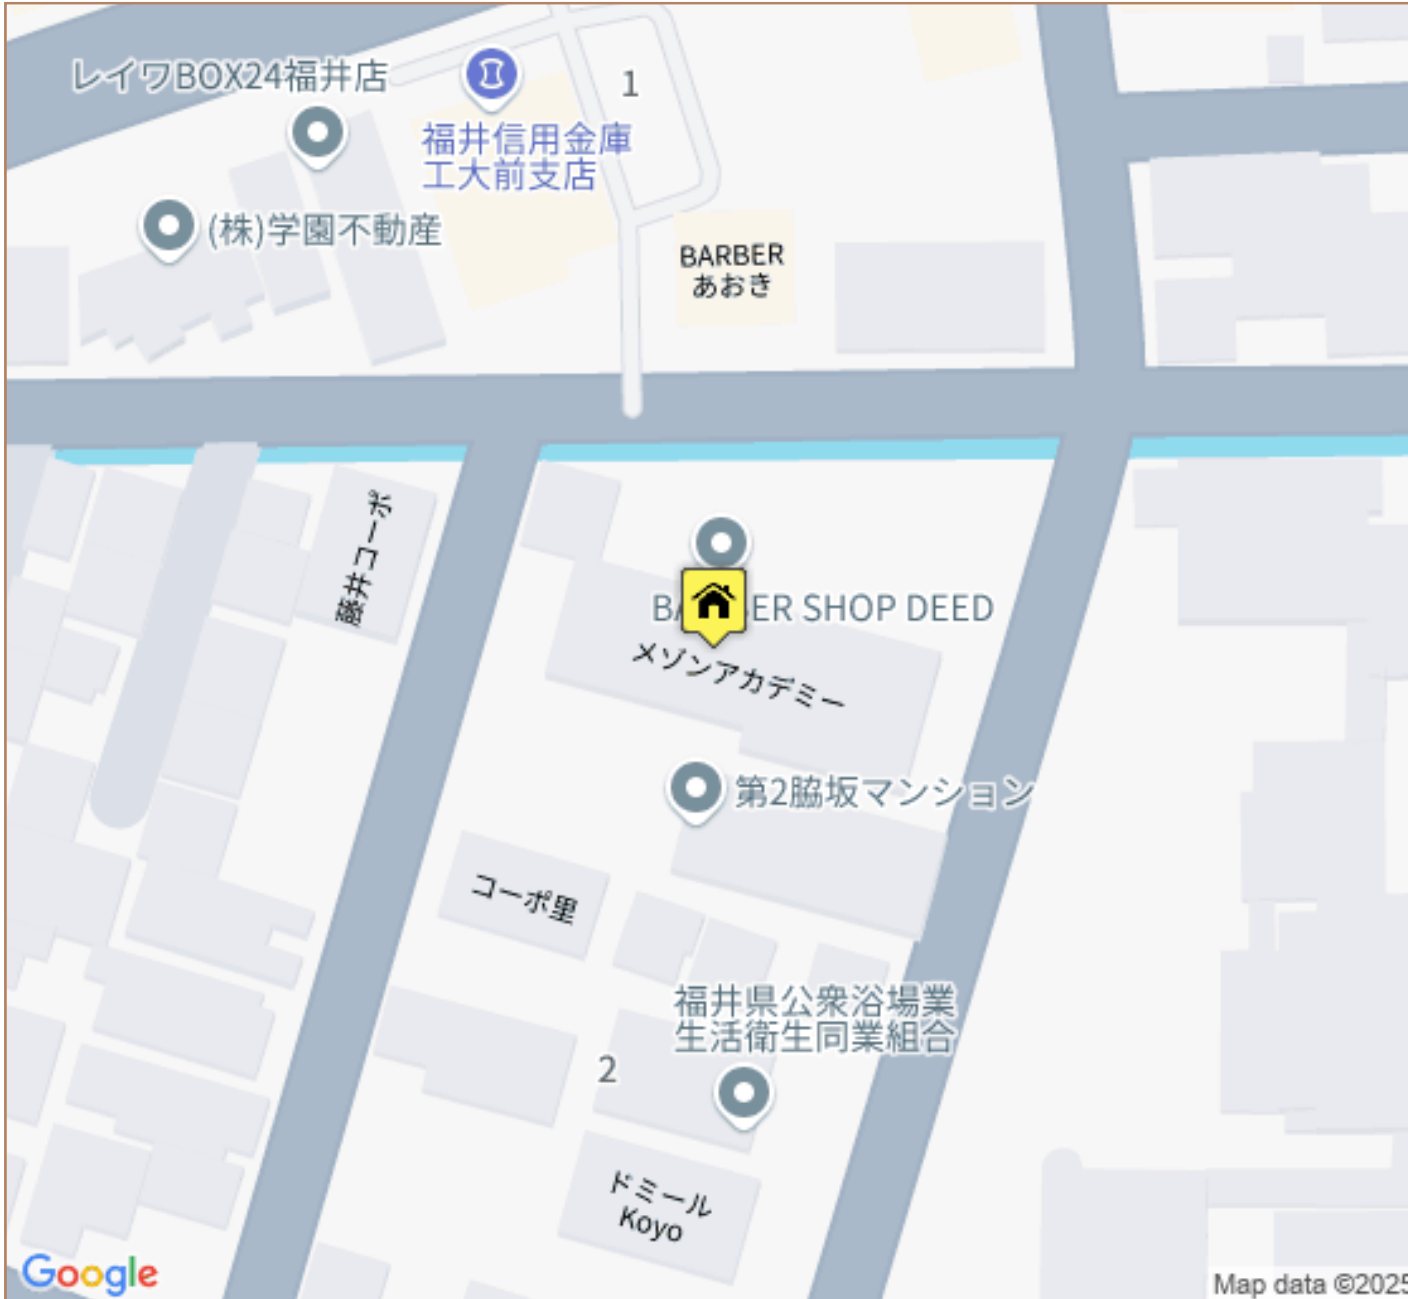 レイワBOX24福井店
福井信用金庫
工大前支店
1
(株)学園不動産
BARBER
あおき
藤井コーポ
BARBER SHOP DEED
メゾンアカデミー
第2脇坂マンション
コーポ里
福井県公衆浴場業
生活衛生同業組合
2
ドミール
Koyo
Google
Map data ©2025